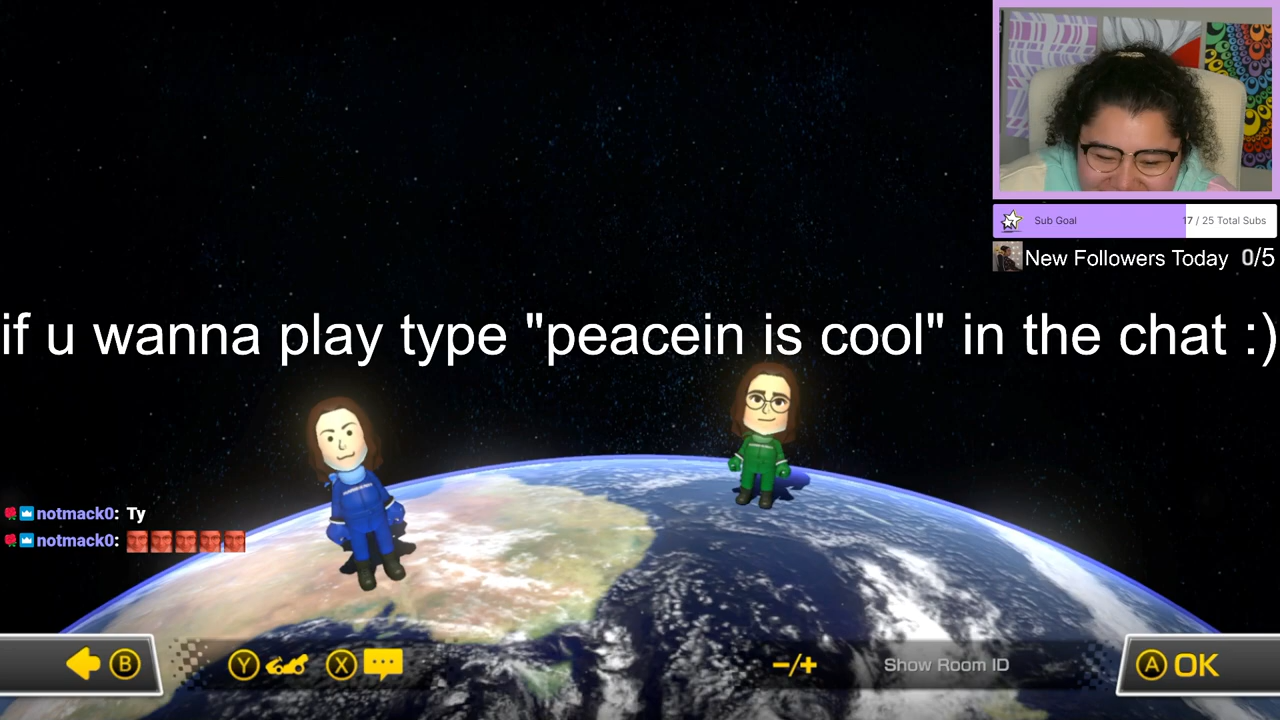 Sub Goal 17 / 25 Total Subs
New Followers Today 0/5
if u wanna play type "peacein is cool" in the chat :)
notmack0: Ty
notmack0:
B Y X -/+ Show Room ID A OK